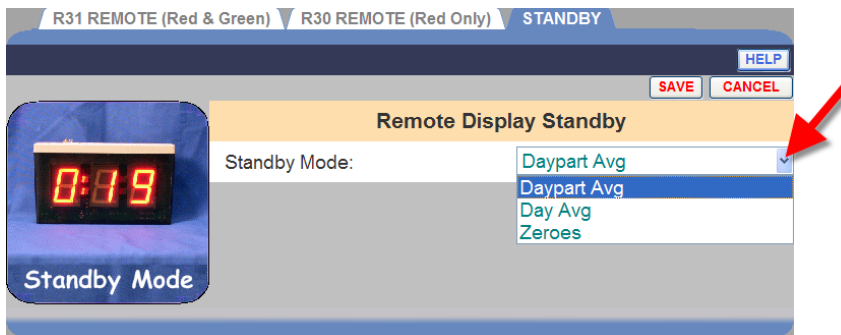 R31 REMOTE (Red & Green) R30 REMOTE (Red Only) STANDBY
HELP
SAVE CANCEL
Remote Display Standby
Standby Mode: Daypart Avg
Daypart Avg
Day Avg
Zeroes
0:19
Standby Mode